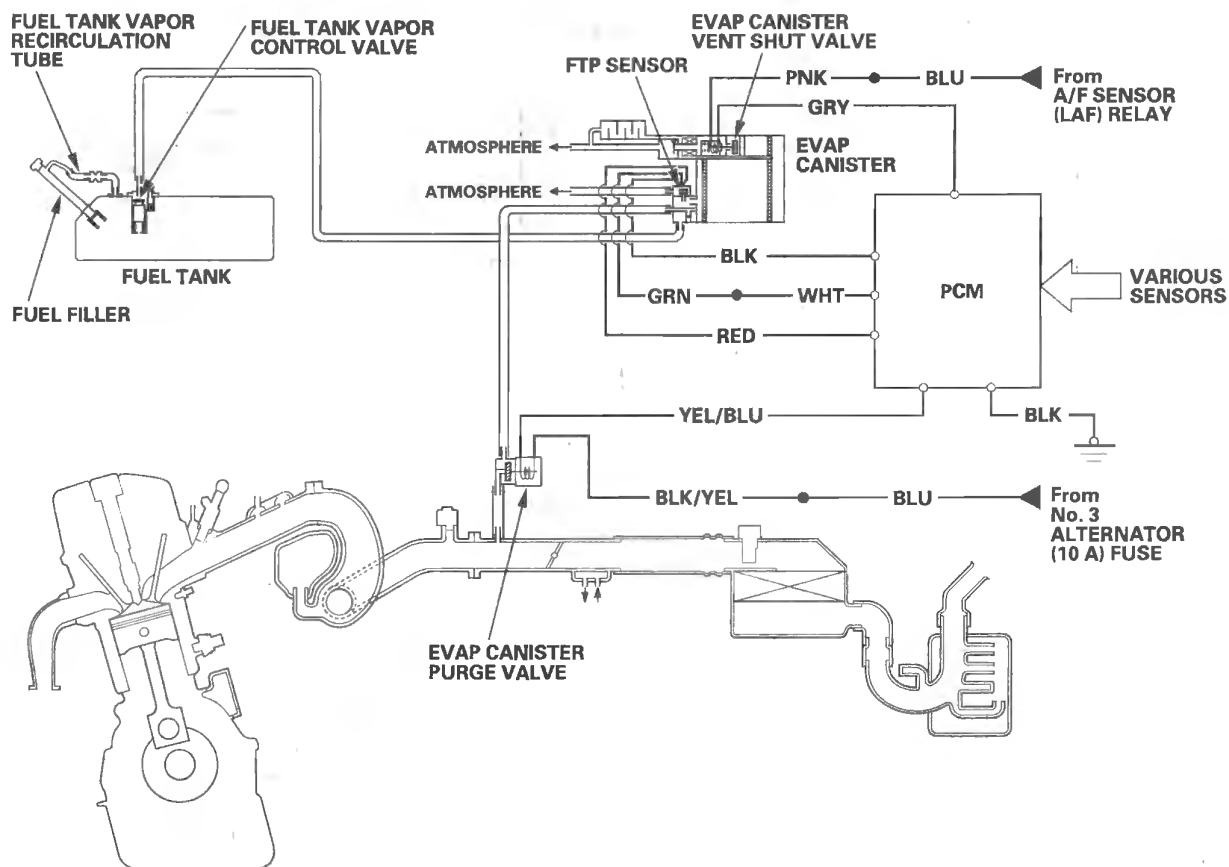 FUEL TANK VAPOR
RECIRCULATION
TUBE
FUEL TANK VAPOR
CONTROL VALVE
EVAP CANISTER
VENT SHUT VALVE
FTP SENSOR
PNK
BLU
From
A/F SENSOR
(LAF) RELAY
GRY
ATMOSPHERE
EVAP
CANISTER
ATMOSPHERE
FUEL TANK
FUEL FILLER
BLK
GRN
WHT
RED
PCM
VARIOUS
SENSORS
YEL/BLU
BLK
BLK/YEL
BLU
From
No. 3
ALTERNATOR
(10 A) FUSE
EVAP CANISTER
PURGE VALVE